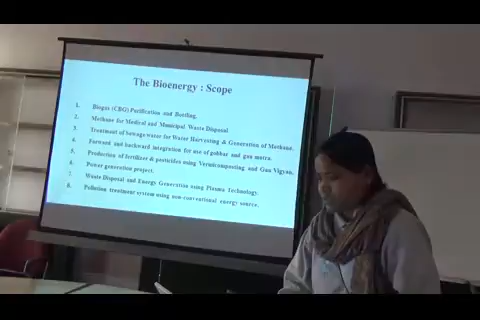 The Bioenergy : Scope
1. Biogas (CBG) Purification and Bottling.
2. Methane for Medical and Municipal Waste Disposal
3. Treatment of Sewage water for Water Harvesting & Generation of Methane.
4. Forward and backward integration for use of gobhar and gau mutra.
5. Production of fertilizer & pesticides using Vermicomposting and Gau Vigyan.
6. Power generation project.
7. Waste Disposal and Energy Generation using Plasma Technology.
8. Pollution treatment system using non-conventional energy source.